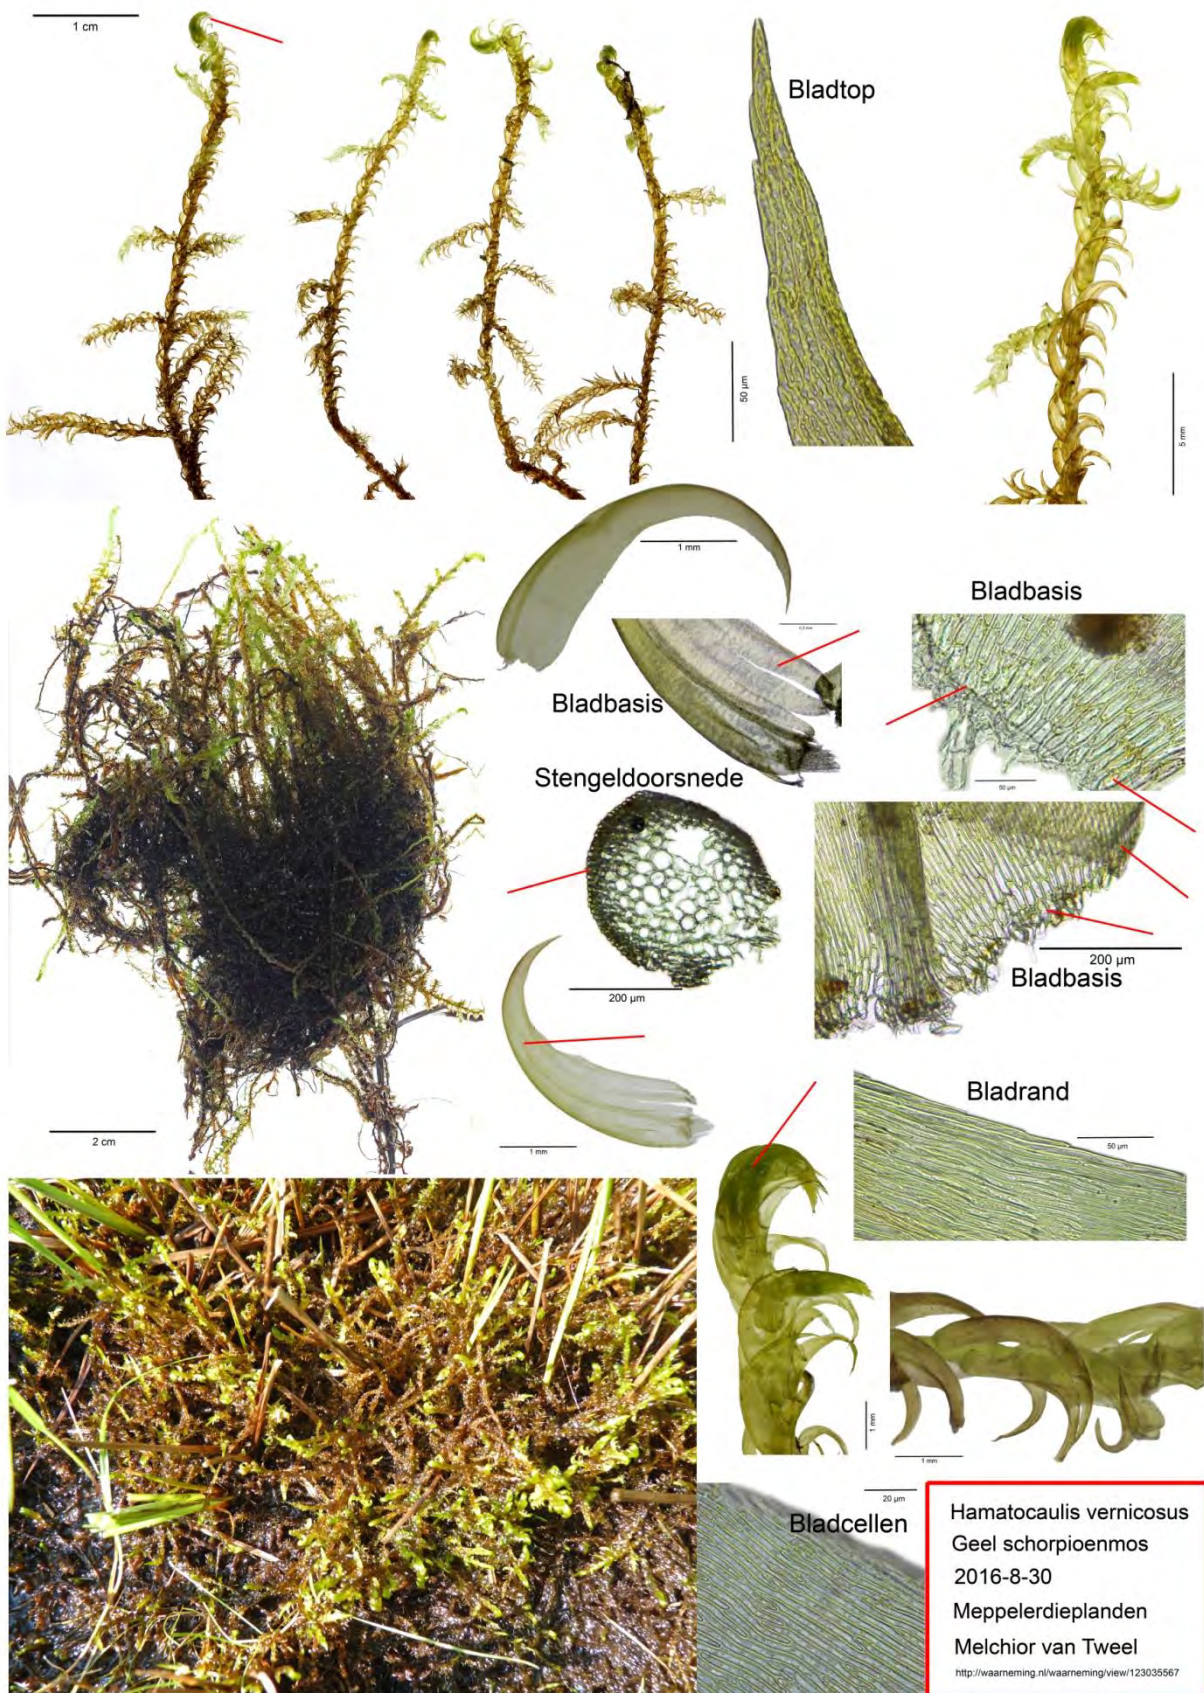 1 cm
Bladtop
50 µm
5 mm
1 mm
Bladbasis
Bladbasis
50 µm
Stengeldoorsnede
200 µm
200 µm
Bladbasis
1 mm
2 cm
Bladrand
50 µm
1 mm
1 mm
20 µm
Bladcellen
Hamatocaulis vernicosus
Geel schorpioenmos
2016-8-30
Meppelerdieplanden
Melchior van Tweel
http://waarneming.nl/waarneming/view/123035567